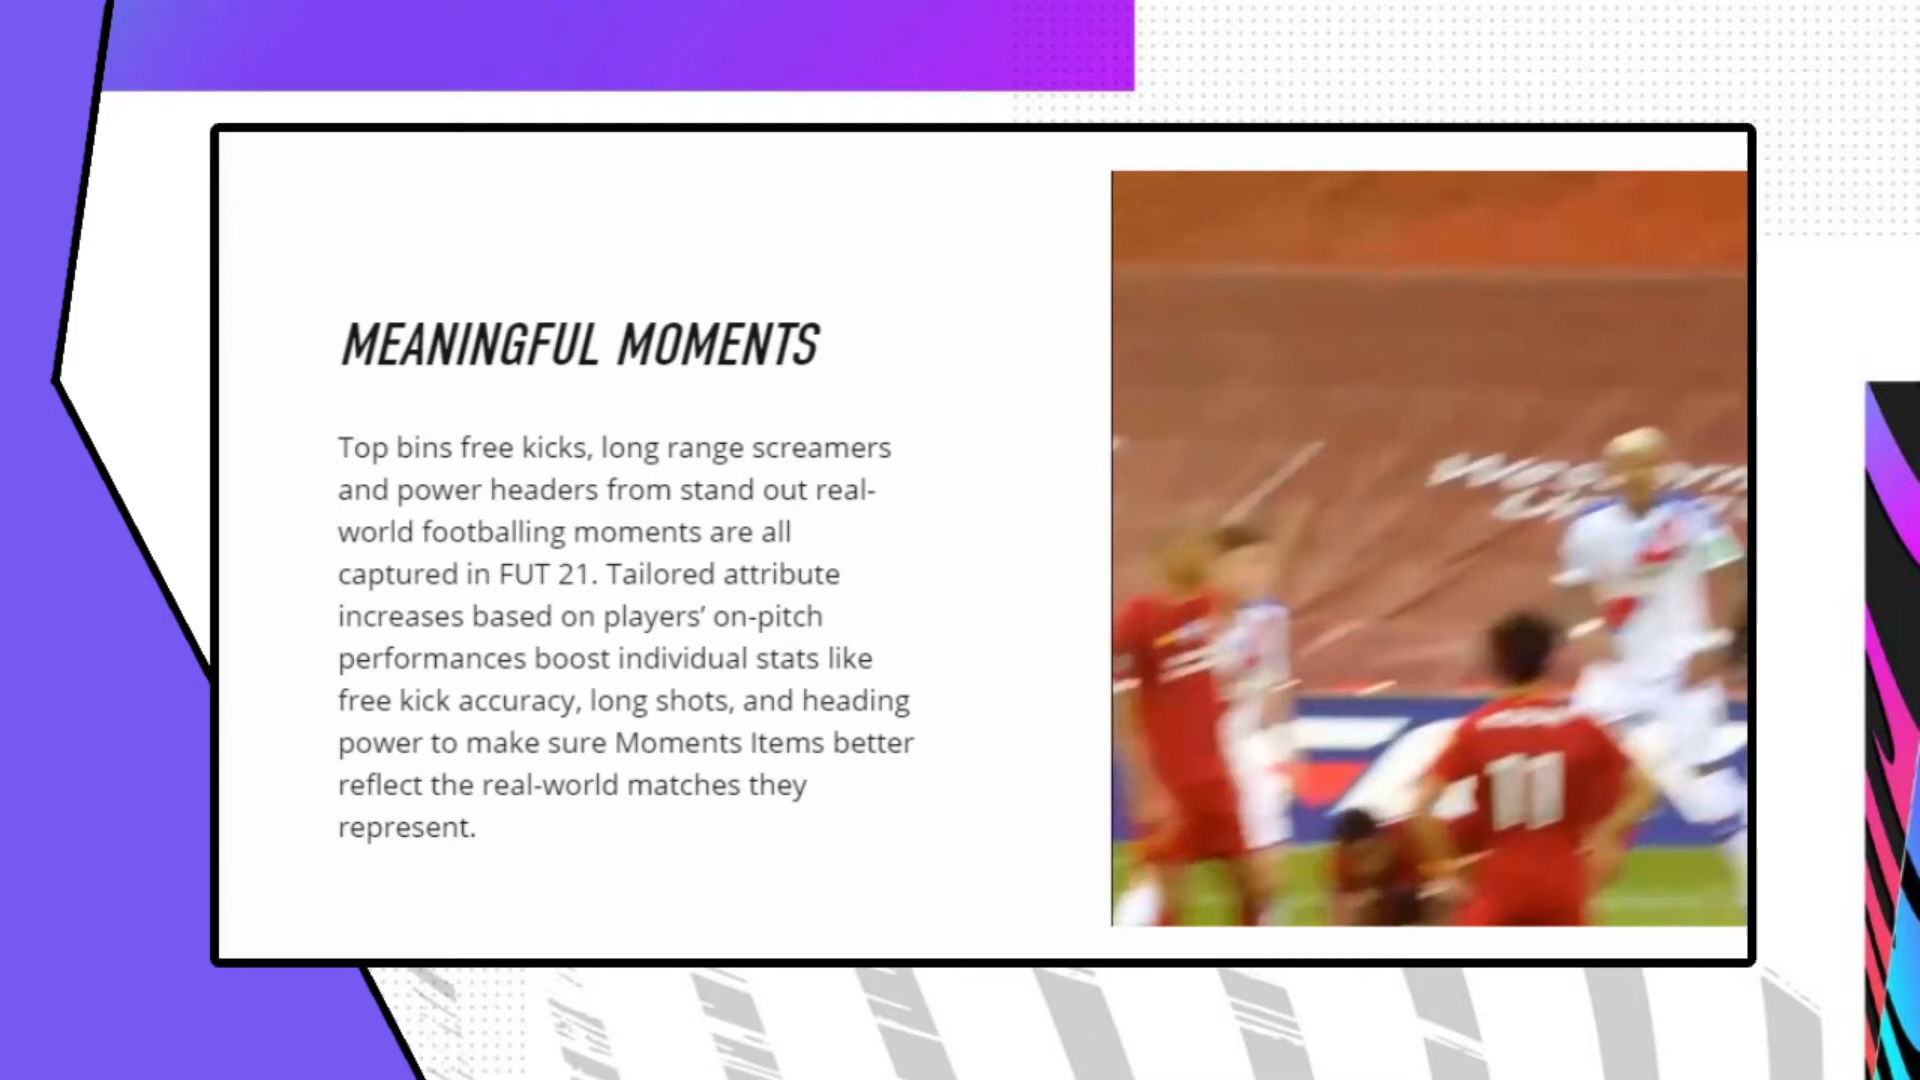 MEANINGFUL MOMENTS
Top bins free kicks, long range screamers
and power headers from stand out real-
world footballing moments are all
captured in FUT 21. Tailored attribute
increases based on players’ on-pitch
performances boost individual stats like
free kick accuracy, long shots, and heading
power to make sure Moments Items better
reflect the real-world matches they
represent.
11